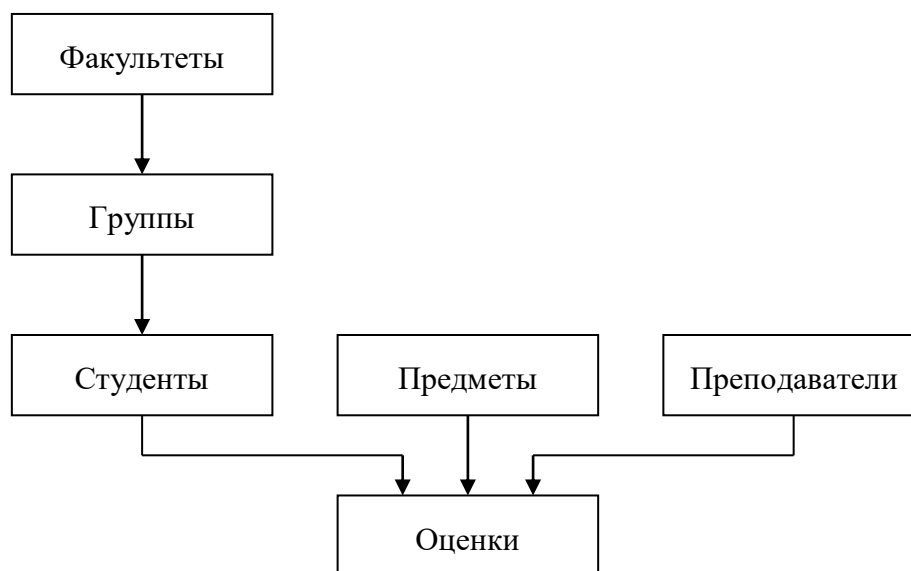 Факультеты
Группы
Студенты
Предметы
Преподаватели
Оценки